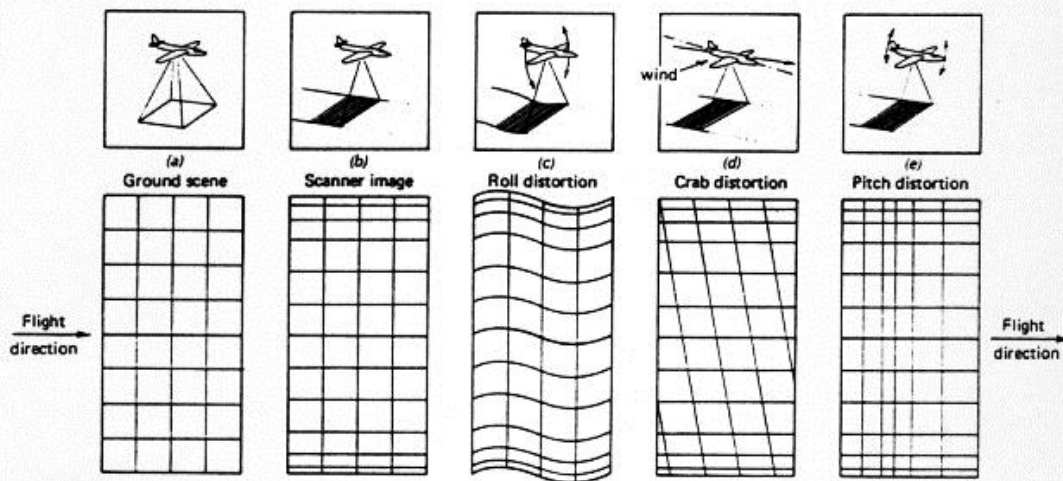 wind
(a)
(b)
(c)
(d)
(e)
Ground scene
Scanner image
Roll distortion
Crab distortion
Pitch distortion
Flight
direction
Flight
direction